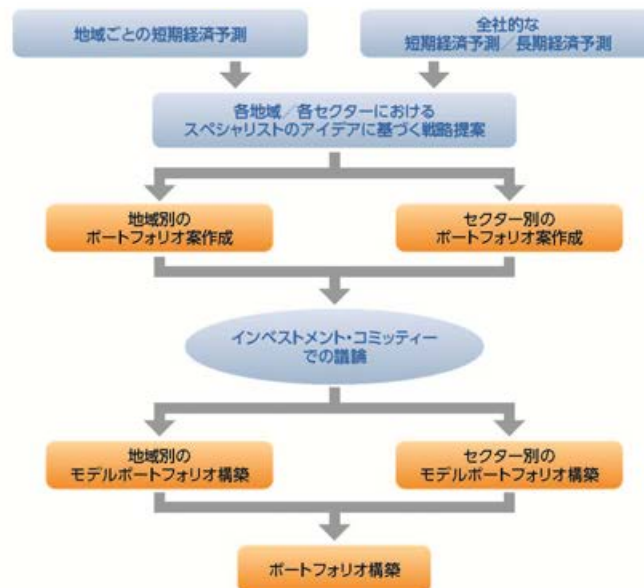 地域ごとの短期経済予測
全社的な
短期経済予測／長期経済予測
各地域／各セクターにおける
スペシャリストのアイデアに基づく戦略提案
地域別の
ポートフォリオ案作成
セクター別の
ポートフォリオ案作成
インベストメント・コミッティー
での議論
地域別の
モデルポートフォリオ構築
セクター別の
モデルポートフォリオ構築
ポートフォリオ構築